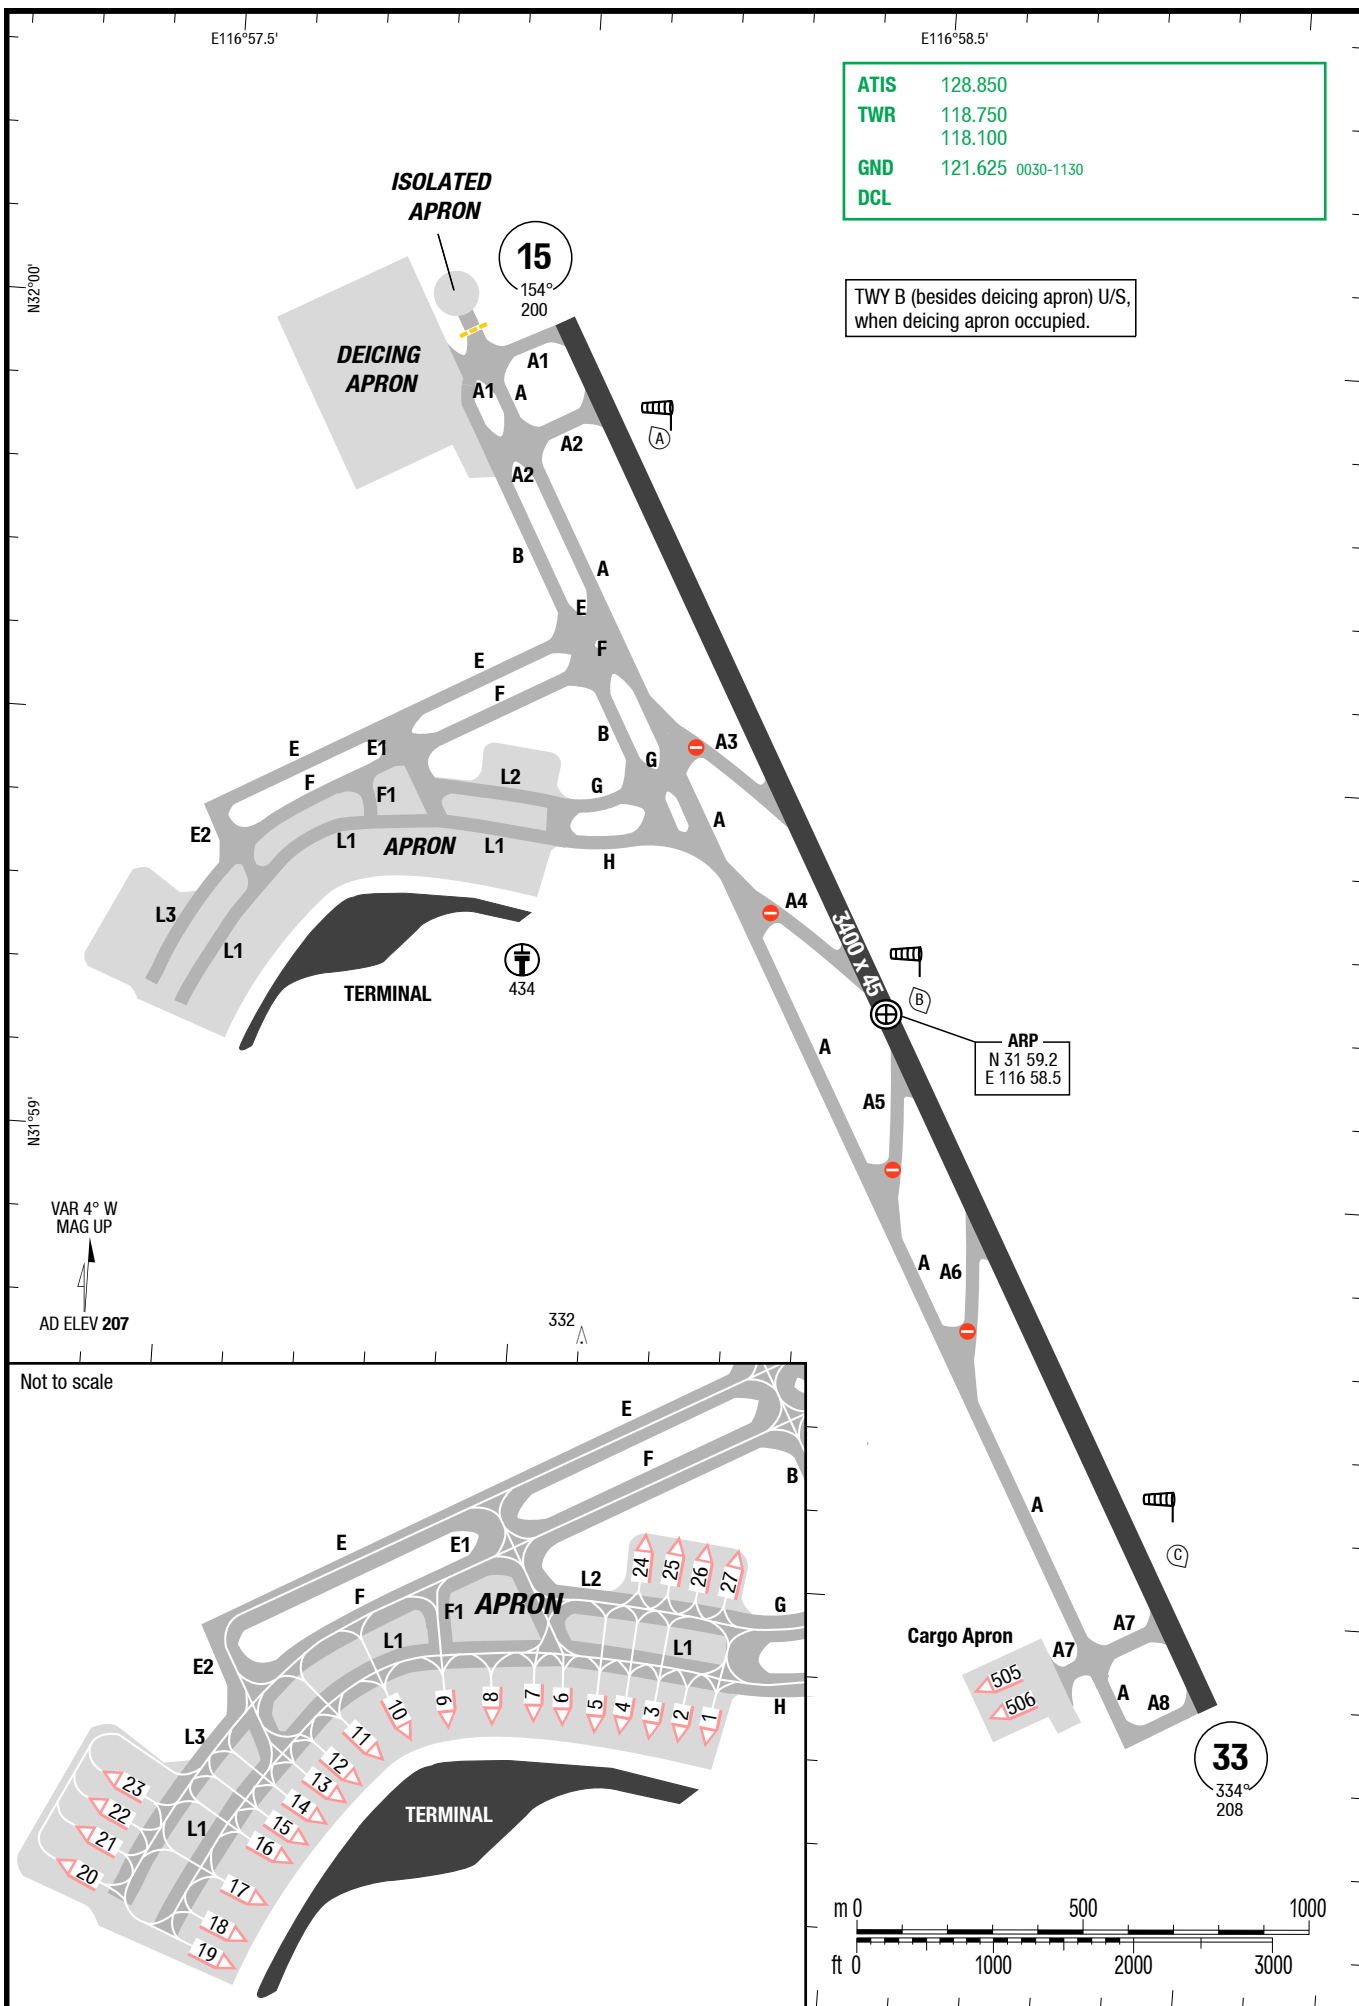 E116°57.5'
E116°58.5'
ATIS 128.850
TWR 118.750
118.100
GND 121.625 0030-1130
DCL
ISOLATED
APRON
15
154°
200
N32°00'
TWY B (besides deicing apron) U/S,
when deicing apron occupied.
DEICING
APRON
A1
A1
A
A
A2
A2
B
A
E
F
E
F
B
A3
E
E1
G
L2
F
G
F1
A
E2
L1
APRON
L1
H
A4
L3
3400 x 45
L1
TERMINAL
434
B
ARP
N 31 59.2
E 116 58.5
A
A5
N31°59'
VAR 4° W
MAG UP
A
A6
AD ELEV 207
332
Not to scale
E
F
B
A
E
E1
C
24
25
26
27
L2
F
F1
APRON
G
L1
L1
A7
Cargo Apron
A7
E2
505
506
A
A8
H
10
9
8
7
6
5
4
3
2
1
L3
11
12
13
14
15
16
17
18
19
23
22
21
20
L1
TERMINAL
33
334°
208
m 0 500 1000
ft 0 1000 2000 3000